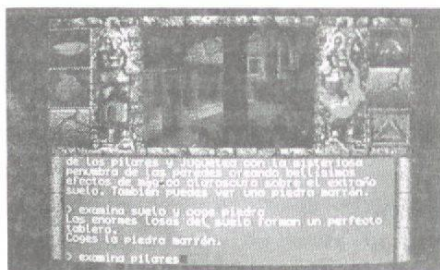 de los pilares y juguetea con la misteriosa
penumbra de las paredes creando bellísimos
efectos de mágico claroscuro sobre el extraño
suelo. También puedes ver una piedra marrón.
> examina suelo y coge piedra
Las enormes losas del suelo forman un perfecto
tablero.
Coges la piedra marrón.
> examina pilares